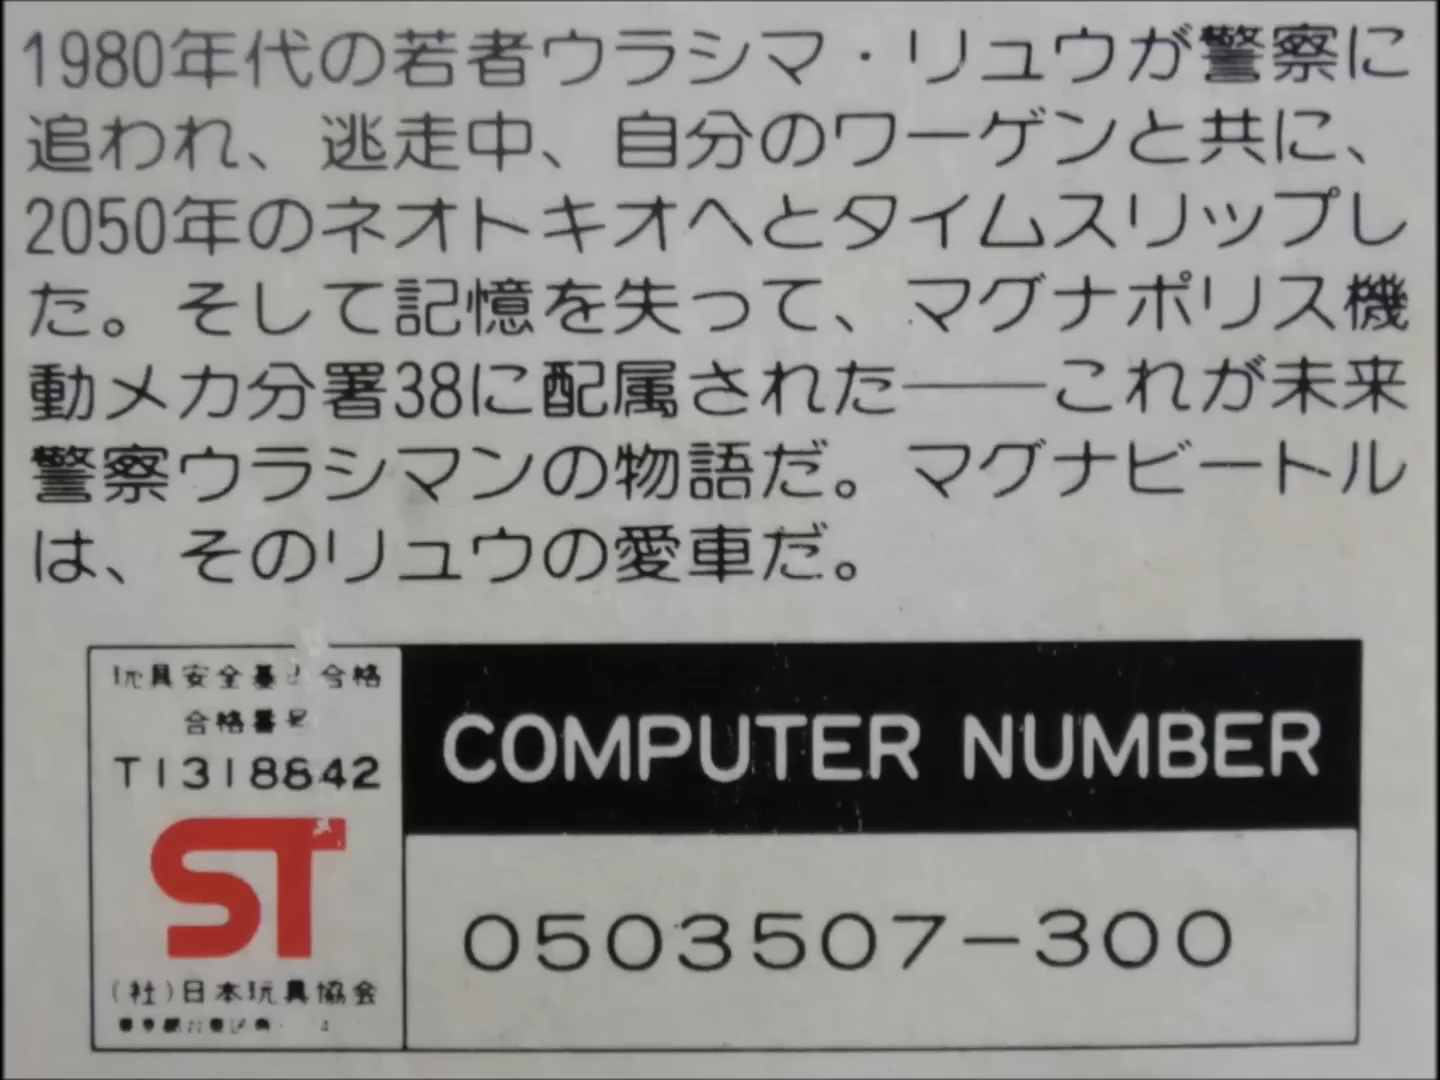 1980年代の若者ウラシマ・リュウが警察に
追われ、逃走中、自分のワーゲンと共に、
2050年のネオトキオへとタイムスリップし
た。そして記憶を失って、マグナポリス機
動メカ分署38に配属された――これが未来
警察ウラシマンの物語だ。マグナビートル
は、そのリュウの愛車だ。
玩具安全基 合格
合格番号
T1318642
ST
(社)日本玩具協会
COMPUTER NUMBER
0503507-300